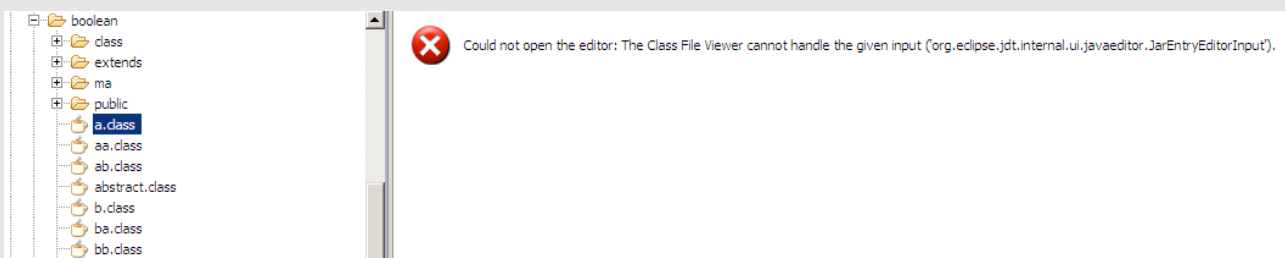 boolean
class
extends
ma
public
a.class
aa.class
ab.class
abstract.class
b.class
ba.class
bb.class
Could not open the editor: The Class File Viewer cannot handle the given input ('org.eclipse.jdt.internal.ui.javaeditor.JarEntryEditorInput').